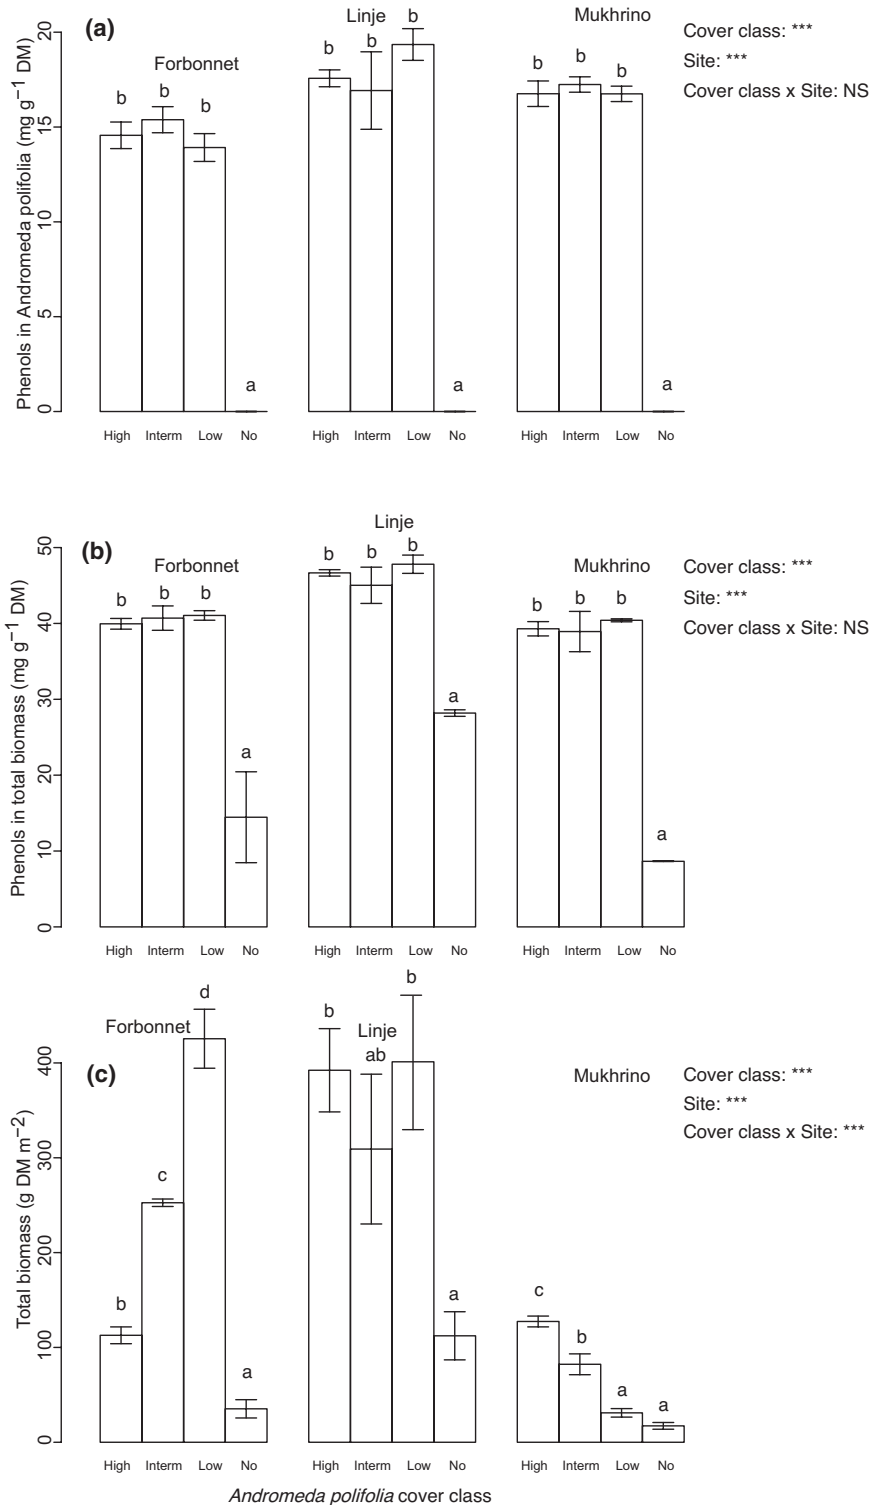 (a)
Forbonnet
Linje
Mukhrino
Cover class: ***
Site: ***
Cover class x Site: NS
Phenols in Andromeda polifolia (mg g−1 DM)
0 5 10 15 20
b b b a
b b b a
b b b a
High Interm Low No
High Interm Low No
High Interm Low No
(b)
Forbonnet
Linje
Mukhrino
Cover class: ***
Site: ***
Cover class x Site: NS
Phenols in total biomass (mg g−1 DM)
0 10 20 30 40 50
b b b a
b b b a
b b b a
High Interm Low No
High Interm Low No
High Interm Low No
(c)
Forbonnet
Linje
Mukhrino
Cover class: ***
Site: ***
Cover class x Site: ***
Total biomass (g DM m−2)
0 100 200 300 400
b c d a
b ab b a
c b a a
High Interm Low No
High Interm Low No
High Interm Low No
Andromeda polifolia cover class